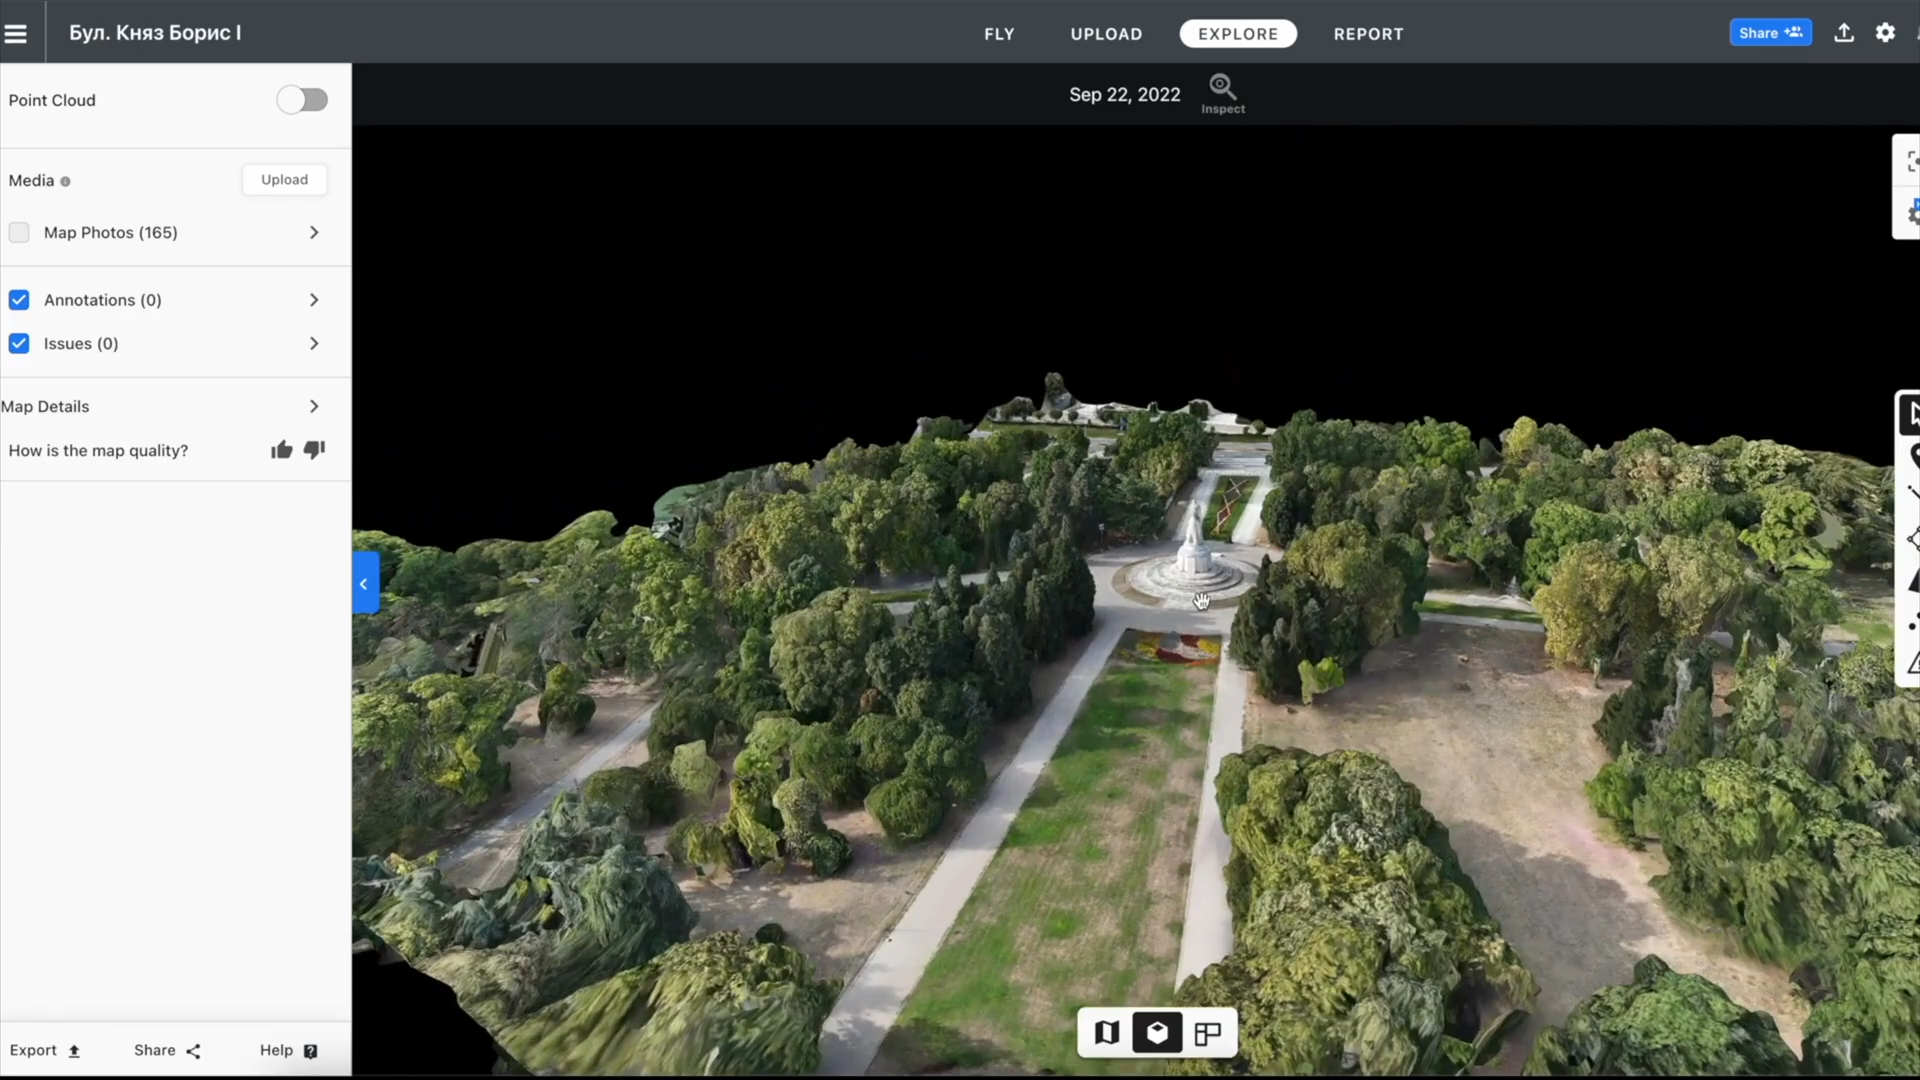 Бул. Княз Борис I
FLY
UPLOAD
EXPLORE
REPORT
Share
Sep 22, 2022
Inspect
Point Cloud
Media
Upload
Map Photos (165)
Annotations (0)
Issues (0)
Map Details
How is the map quality?
Export
Share
Help